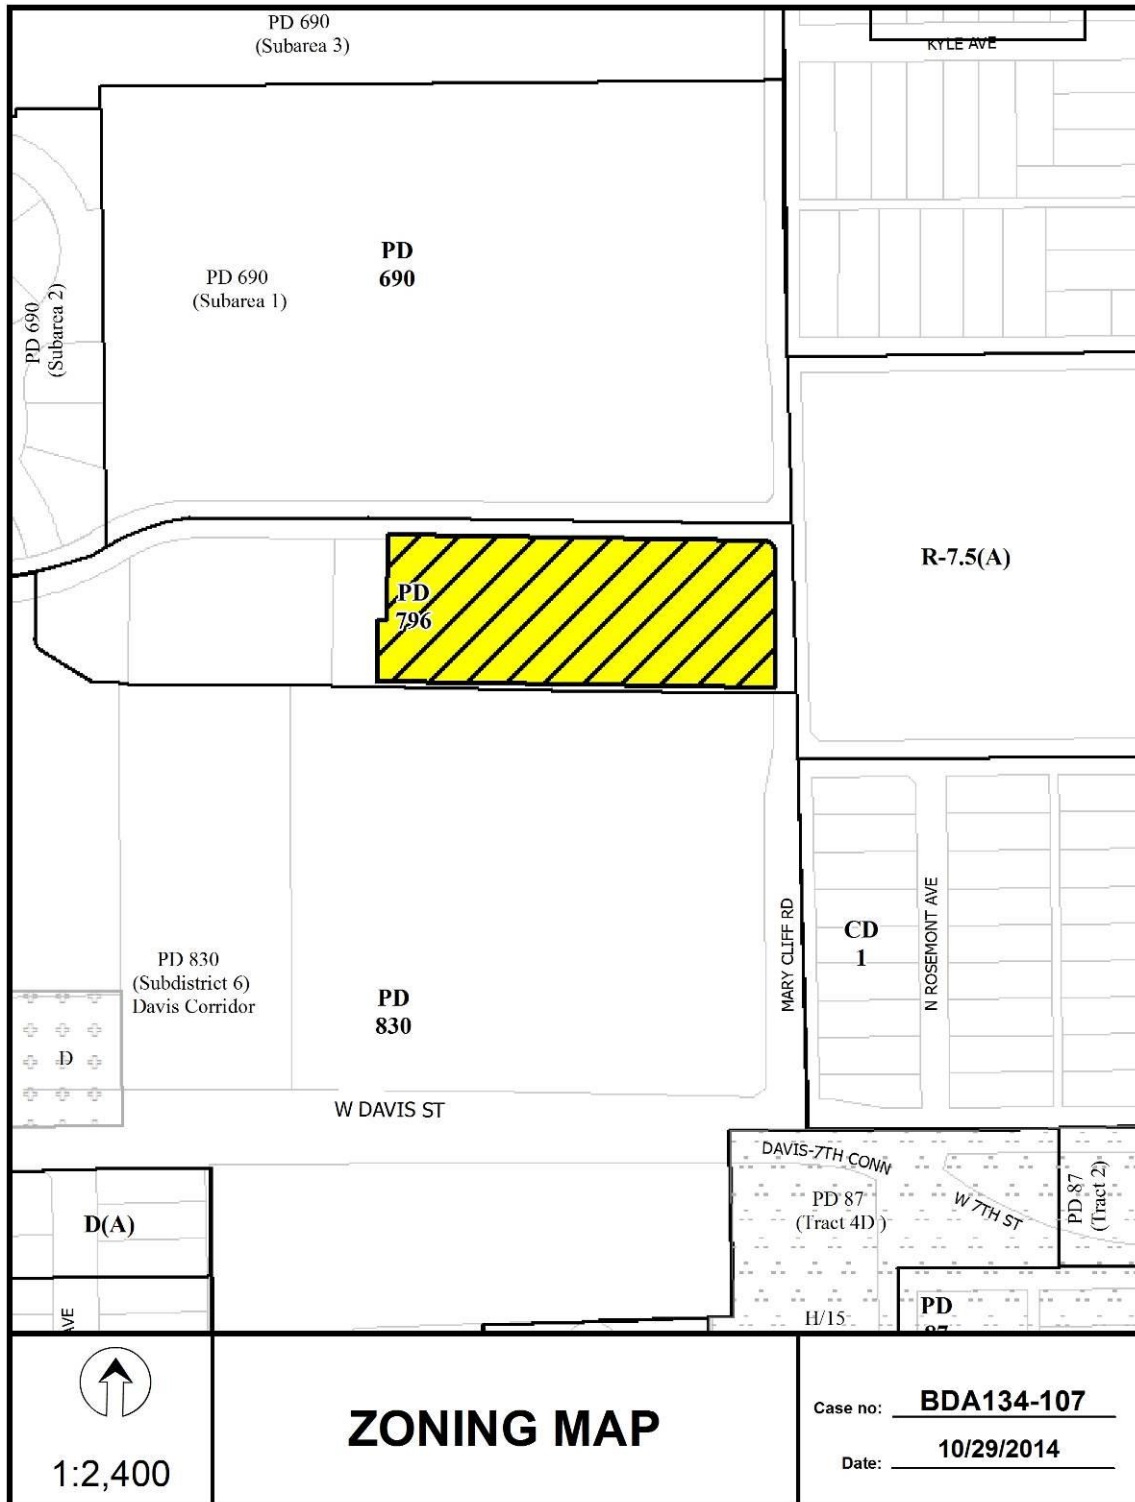 PD 690
(Subarea 3)
KYLE AVE
PD
690
PD 690
(Subarea 1)
PD 690
(Subarea 2)
R-7.5(A)
PD
796
CD
1
N ROSEMONT AVE
MARY CLIFF RD
PD 830
(Subdistrict 6)
Davis Corridor
PD
830
D
W DAVIS ST
DAVIS-7TH CONN
PD 87
(Tract 4D )
W 7TH ST
PD 87
(Tract 2)
D(A)
AVE
H/15
PD
87
1:2,400
ZONING MAP
Case no: BDA134-107
Date: 10/29/2014